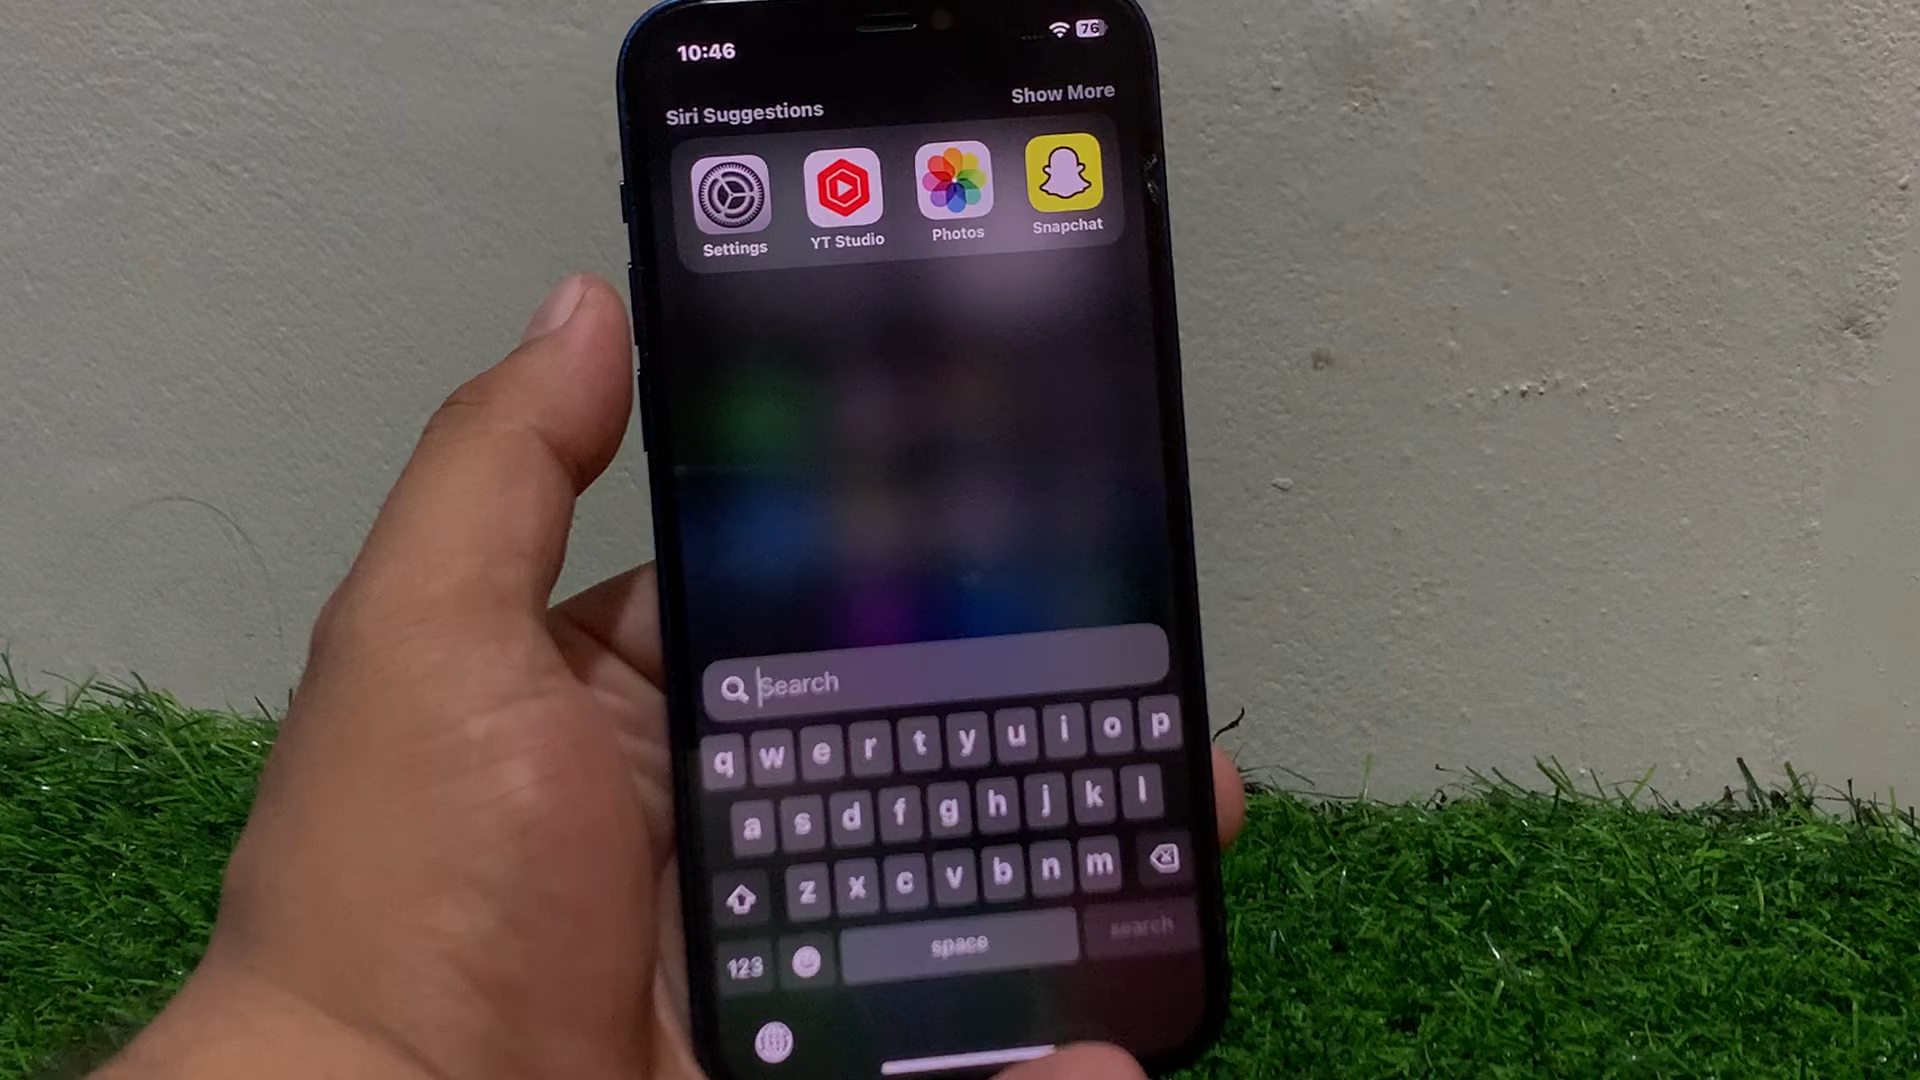 10:46
76
Siri Suggestions
Show More
Settings
YT Studio
Photos
Snapchat
Search
q w e r t y u i o p
a s d f g h j k l
z x c v b n m
123
space
search